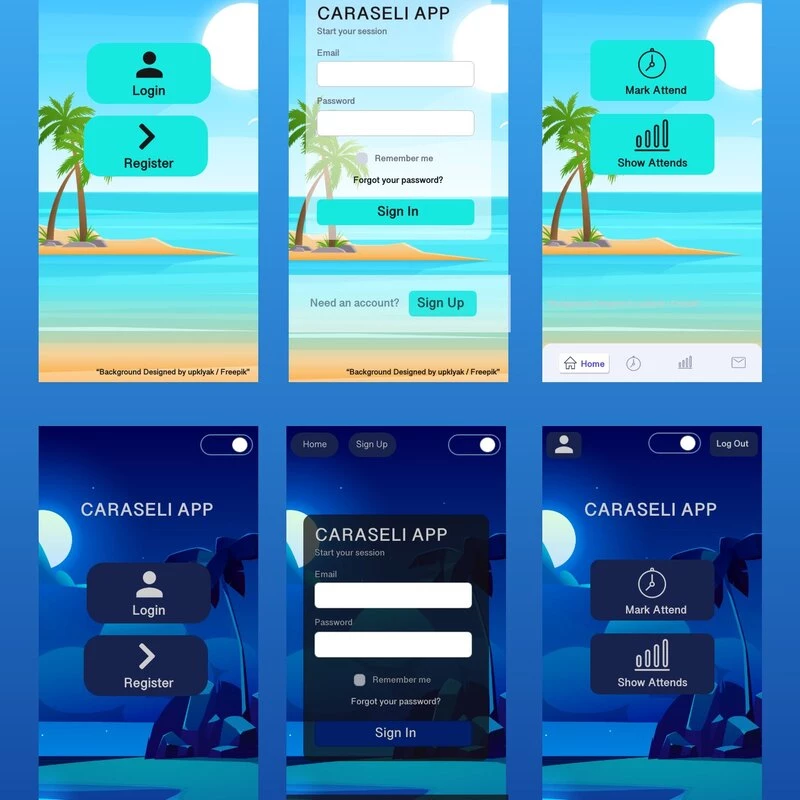 Login
Register
"Background Designed by upklyak / Freepik"
CARASELI APP
Start your session
Email
Password
Remember me
Forgot your password?
Sign In
Need an account? Sign Up
"Background Designed by upklyak / Freepik"
Mark Attend
Show Attends
Home
CARASELI APP
Login
Register
Home Sign Up
CARASELI APP
Start your session
Email
Password
Remember me
Forgot your password?
Sign In
Log Out
CARASELI APP
Mark Attend
Show Attends